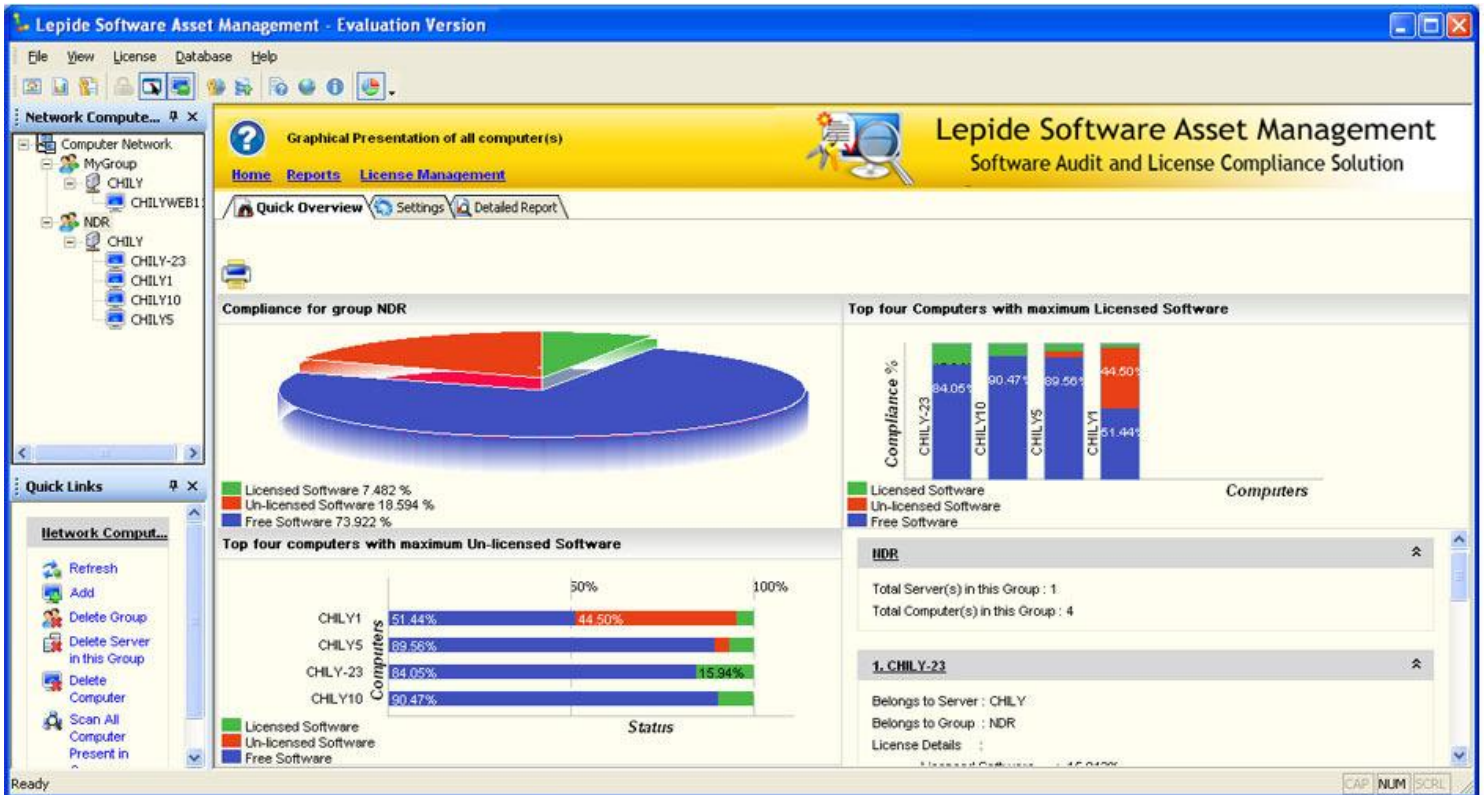 Lepide Software Asset Management - Evaluation Version
File View License Database Help
Network Compute...
Computer Network
MyGroup
CHILY
CHILYWEB1
NDR
CHILY
CHILY-23
CHILY1
CHILY10
CHILY5
Quick Links
Network Comput...
Refresh
Add
Delete Group
Delete Server
in this Group
Delete
Computer
Scan All
Computer
Present in
Graphical Presentation of all computer(s)
Home Reports License Management
Lepide Software Asset Management
Software Audit and License Compliance Solution
Quick Overview Settings Detailed Report
Compliance for group NDR
Licensed Software 7.482 %
Un-licensed Software 18.594 %
Free Software 73.922 %
Top four Computers with maximum Licensed Software
Compliance %
CHILY-23
84.05%
CHILY10
90.47%
CHILY5
89.56%
CHILY1
44.50%
51.44%
Computers
Licensed Software
Un-licensed Software
Free Software
Top four computers with maximum Un-licensed Software
50% 100%
Computers
CHILY1 51.44% 44.50%
CHILY5 89.56%
CHILY-23 84.05% 15.94%
CHILY10 90.47%
Status
Licensed Software
Un-licensed Software
Free Software
NDR
Total Server(s) in this Group : 1
Total Computer(s) in this Group : 4
1. CHILY-23
Belongs to Server : CHILY
Belongs to Group : NDR
License Details :
Ready
CAP NUM SCRL